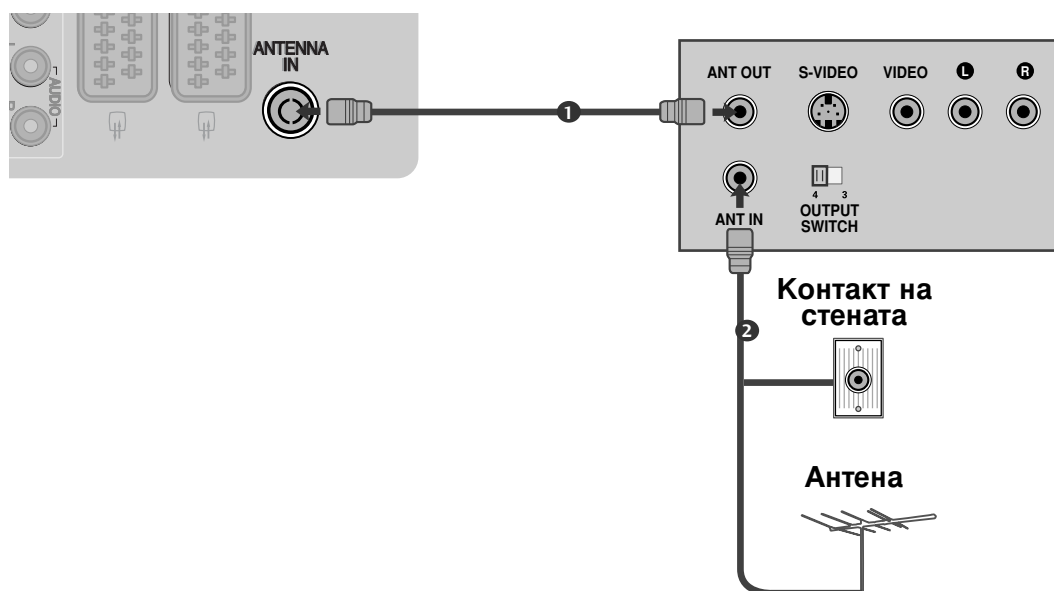 AUDIO
ANTENNA
IN
1
ANT OUT
S-VIDEO
VIDEO
L
R
ANT IN
4
3
OUTPUT
SWITCH
2
Контакт на
стената
Антена